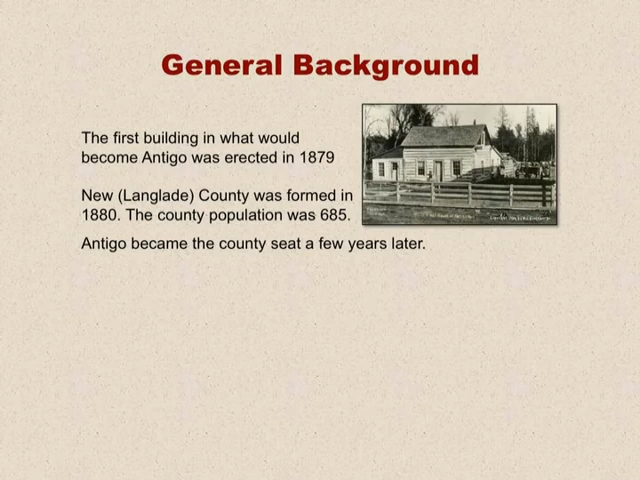 General Background
The first building in what would
become Antigo was erected in 1879
New (Langlade) County was formed in
1880. The county population was 685.
Antigo became the county seat a few years later.